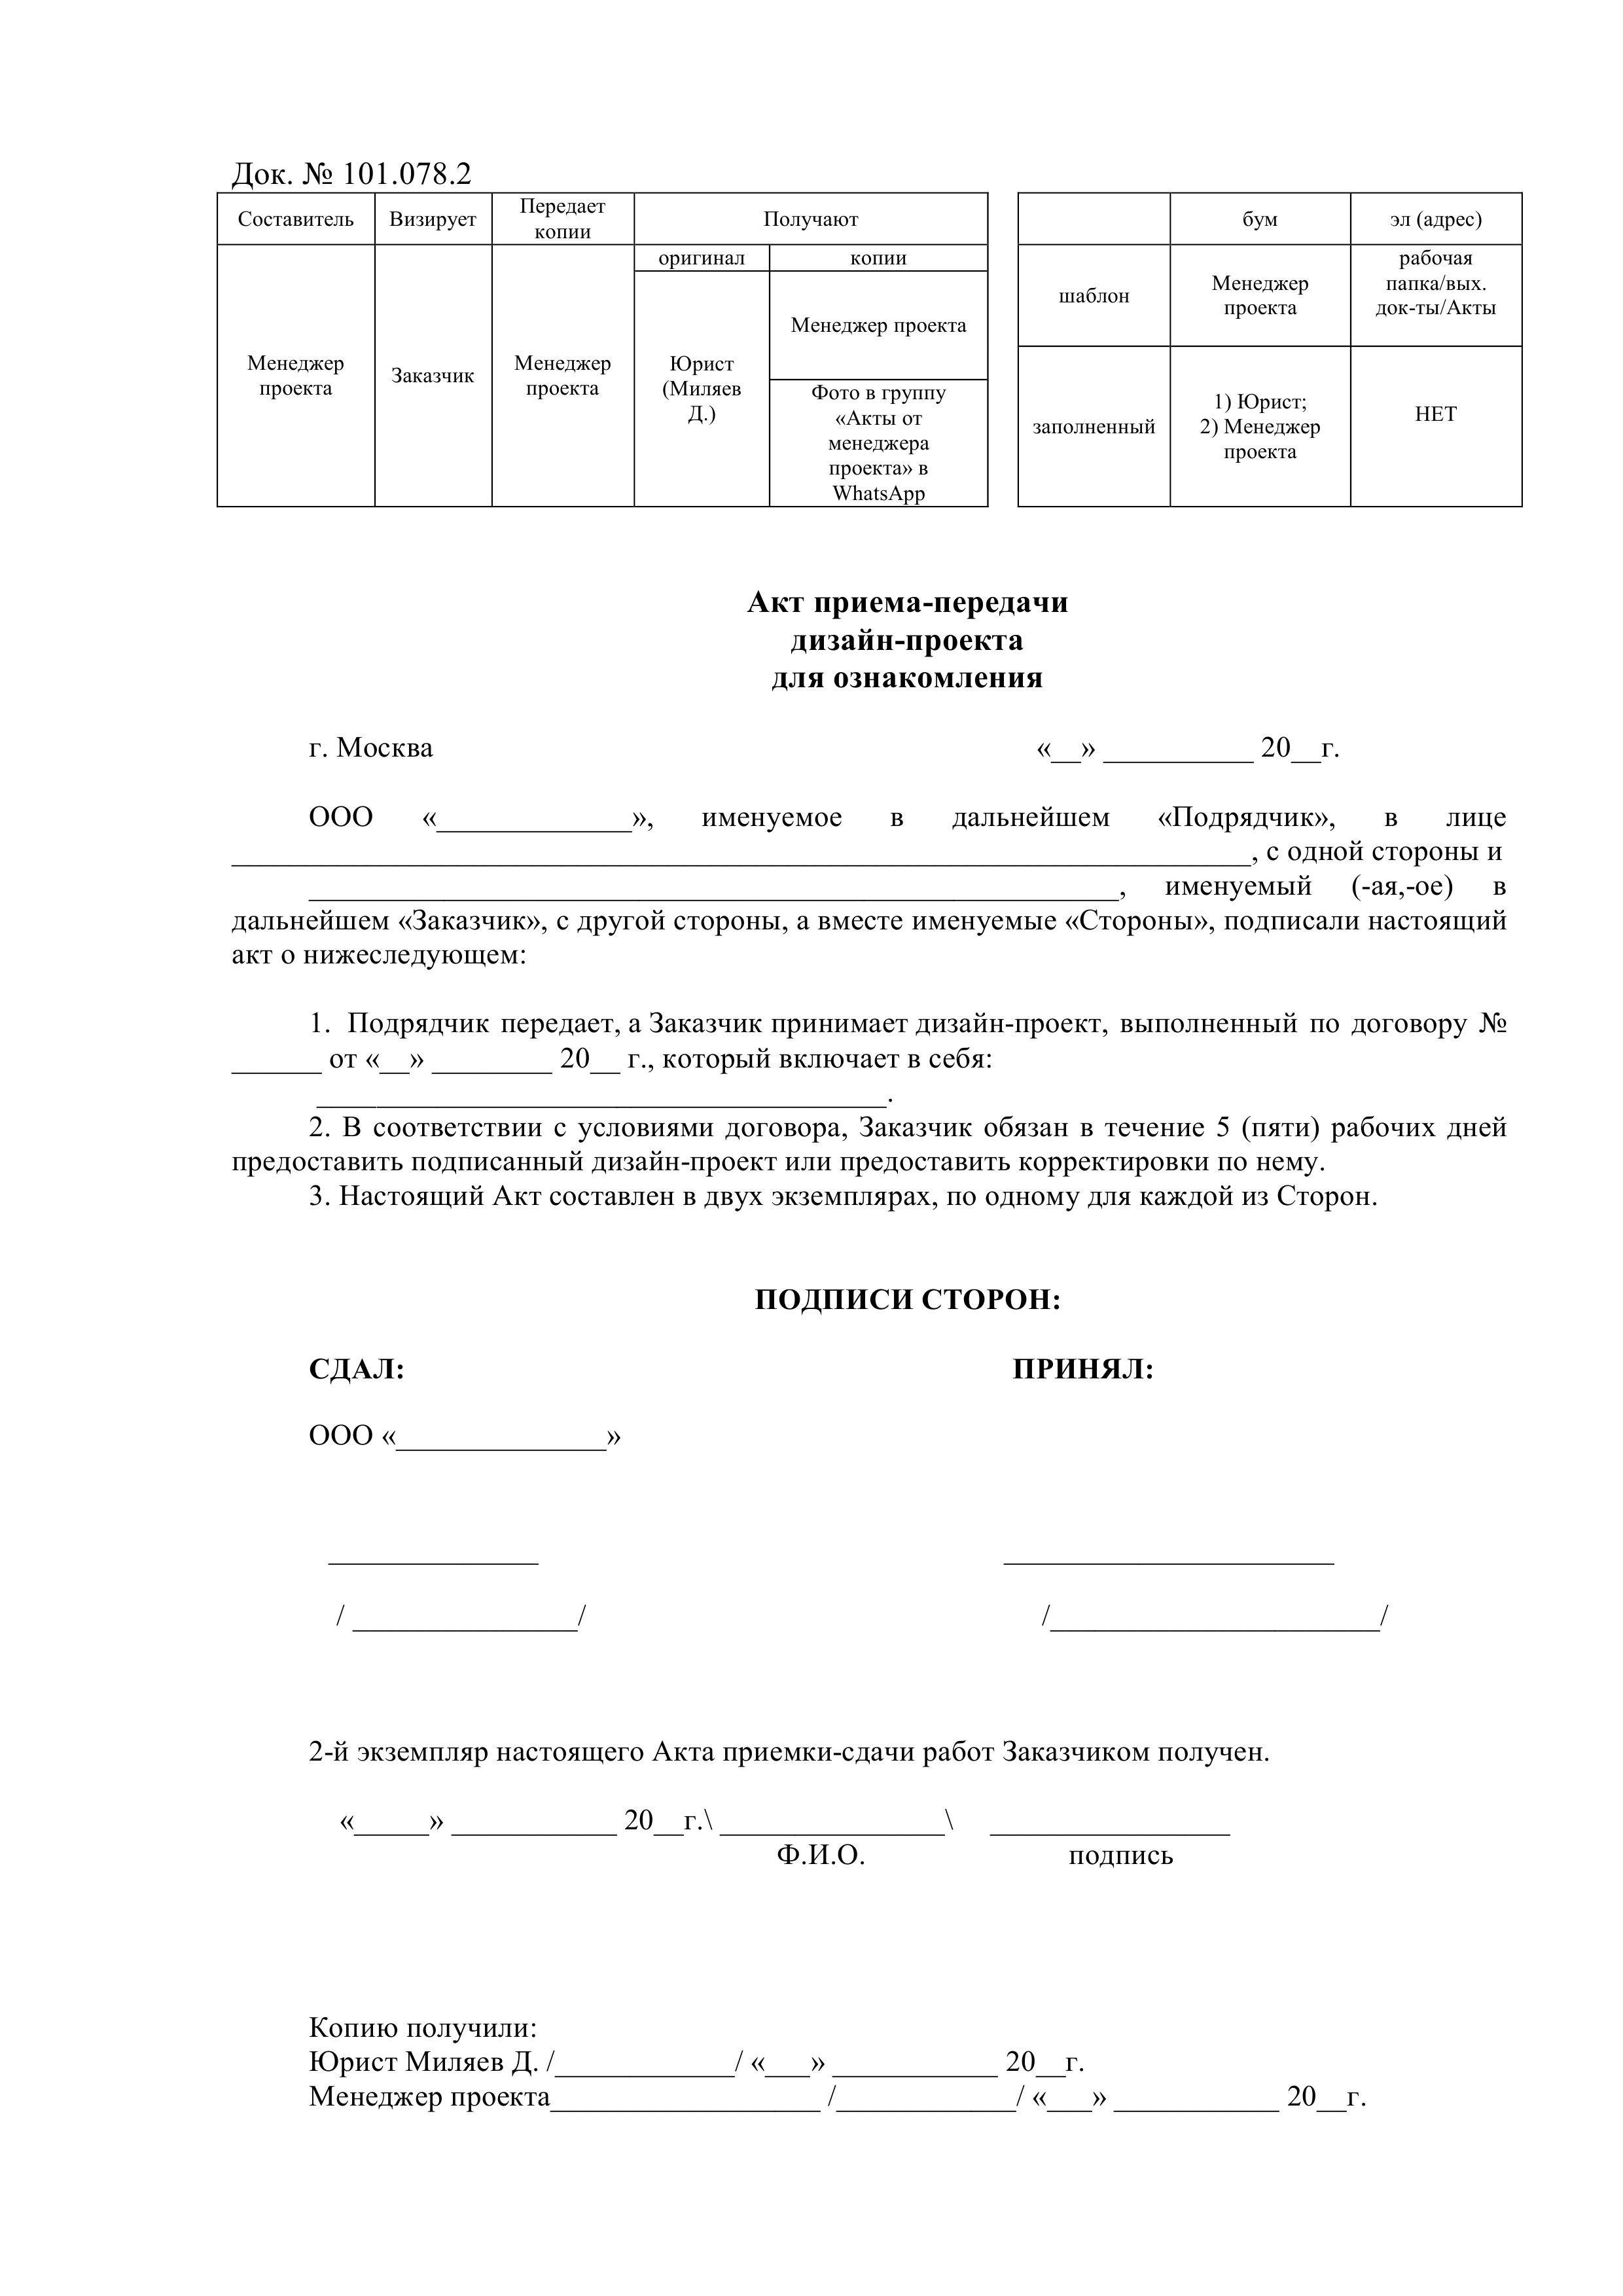 Док. № 101.078.2
Составитель
Визирует
Передает
копии
Получают
оригинал
копии
Менеджер
проекта
Заказчик
Менеджер
проекта
Юрист
(Миляев
Д.)
Менеджер проекта
Фото в группу
«Акты от
менеджера
проекта» в
WhatsApp
бум
эл (адрес)
шаблон
Менеджер
проекта
рабочая
папка/вых.
док-ты/Акты
заполненный
1) Юрист;
2) Менеджер
проекта
НЕТ
Акт приема-передачи
дизайн-проекта
для ознакомления
г. Москва «__» __________ 20__г.
ООО «_____________», именуемое в дальнейшем «Подрядчик», в лице
____________________________________________________________________, с одной стороны и
______________________________________________________, именуемый (-ая,-ое) в
дальнейшем «Заказчик», с другой стороны, а вместе именуемые «Стороны», подписали настоящий
акт о нижеследующем:
1. Подрядчик передает, а Заказчик принимает дизайн-проект, выполненный по договору №
______ от «__» ________ 20__ г., который включает в себя:
______________________________________.
2. В соответствии с условиями договора, Заказчик обязан в течение 5 (пяти) рабочих дней
предоставить подписанный дизайн-проект или предоставить корректировки по нему.
3. Настоящий Акт составлен в двух экземплярах, по одному для каждой из Сторон.
ПОДПИСИ СТОРОН:
СДАЛ: ПРИНЯЛ:
ООО «______________»
______________ ______________________
/ _______________/ /______________________/
2-й экземпляр настоящего Акта приемки-сдачи работ Заказчиком получен.
«_____» ___________ 20__г.\ _______________\ ________________
Ф.И.О. подпись
Копию получили:
Юрист Миляев Д. /____________/ «___» ___________ 20__г.
Менеджер проекта__________________ /____________/ «___» ___________ 20__г.